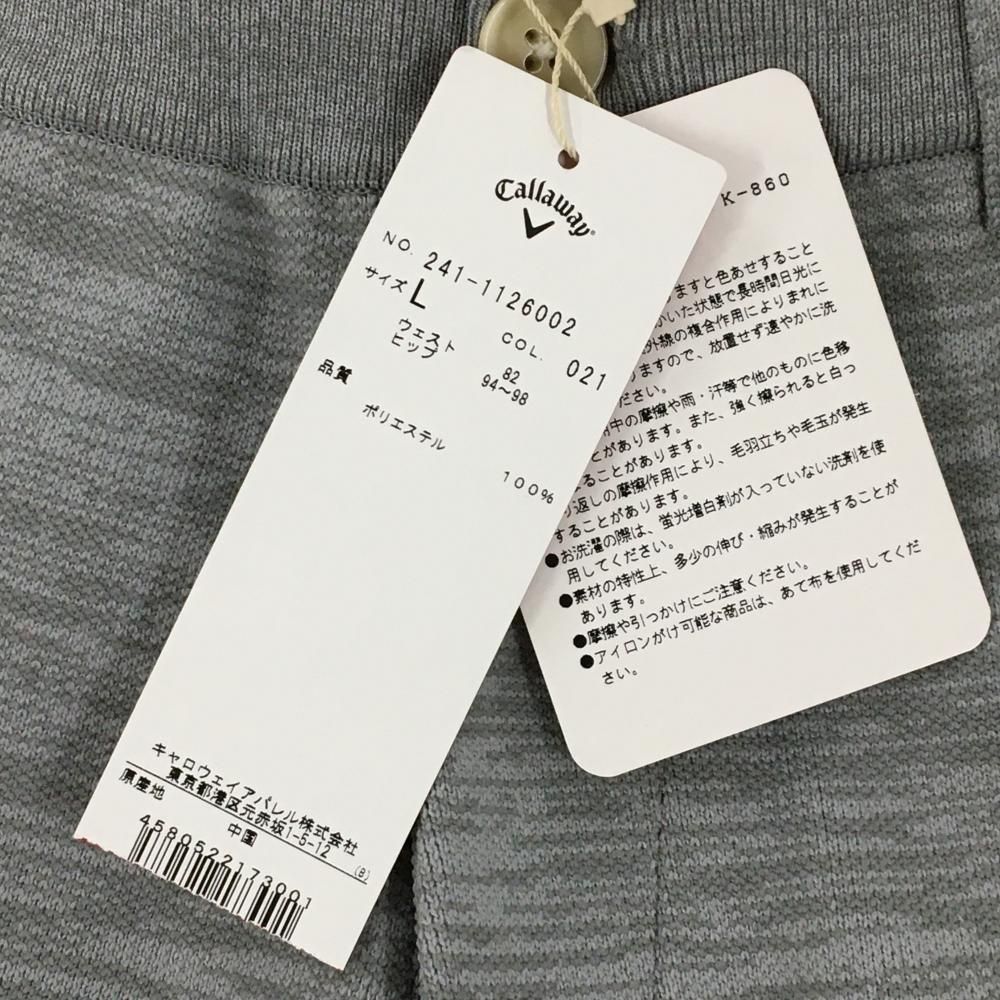 Callaway
NO. 241-1126002
サイズ L
COL. 021
ウェスト 82
ヒップ 94〜98
品質
ポリエステル 100%
キャロウェイアパレル株式会社
東京都港区元赤坂1-5-12
原産地 中国 (B)
4580522173001
K-860
ますと色あせすること
いた状態で長時間日光に
外線の複合作用によりまれに
ますので、放置せず速やかに洗
ださい。
中の摩擦や雨・汗等で他のものに色移
とがあります。また、強く擦られると白っ
なることがあります。
り返しの摩擦作用により、毛羽立ちや毛玉が発生
することがあります。
●お洗濯の際は、蛍光増白剤が入っていない洗剤を使
用してください。
●素材の特性上、多少の伸び・縮みが発生することが
あります。
●摩擦や引っかけにご注意ください。
●アイロンがけ可能な商品は、あて布を使用してくだ
さい。